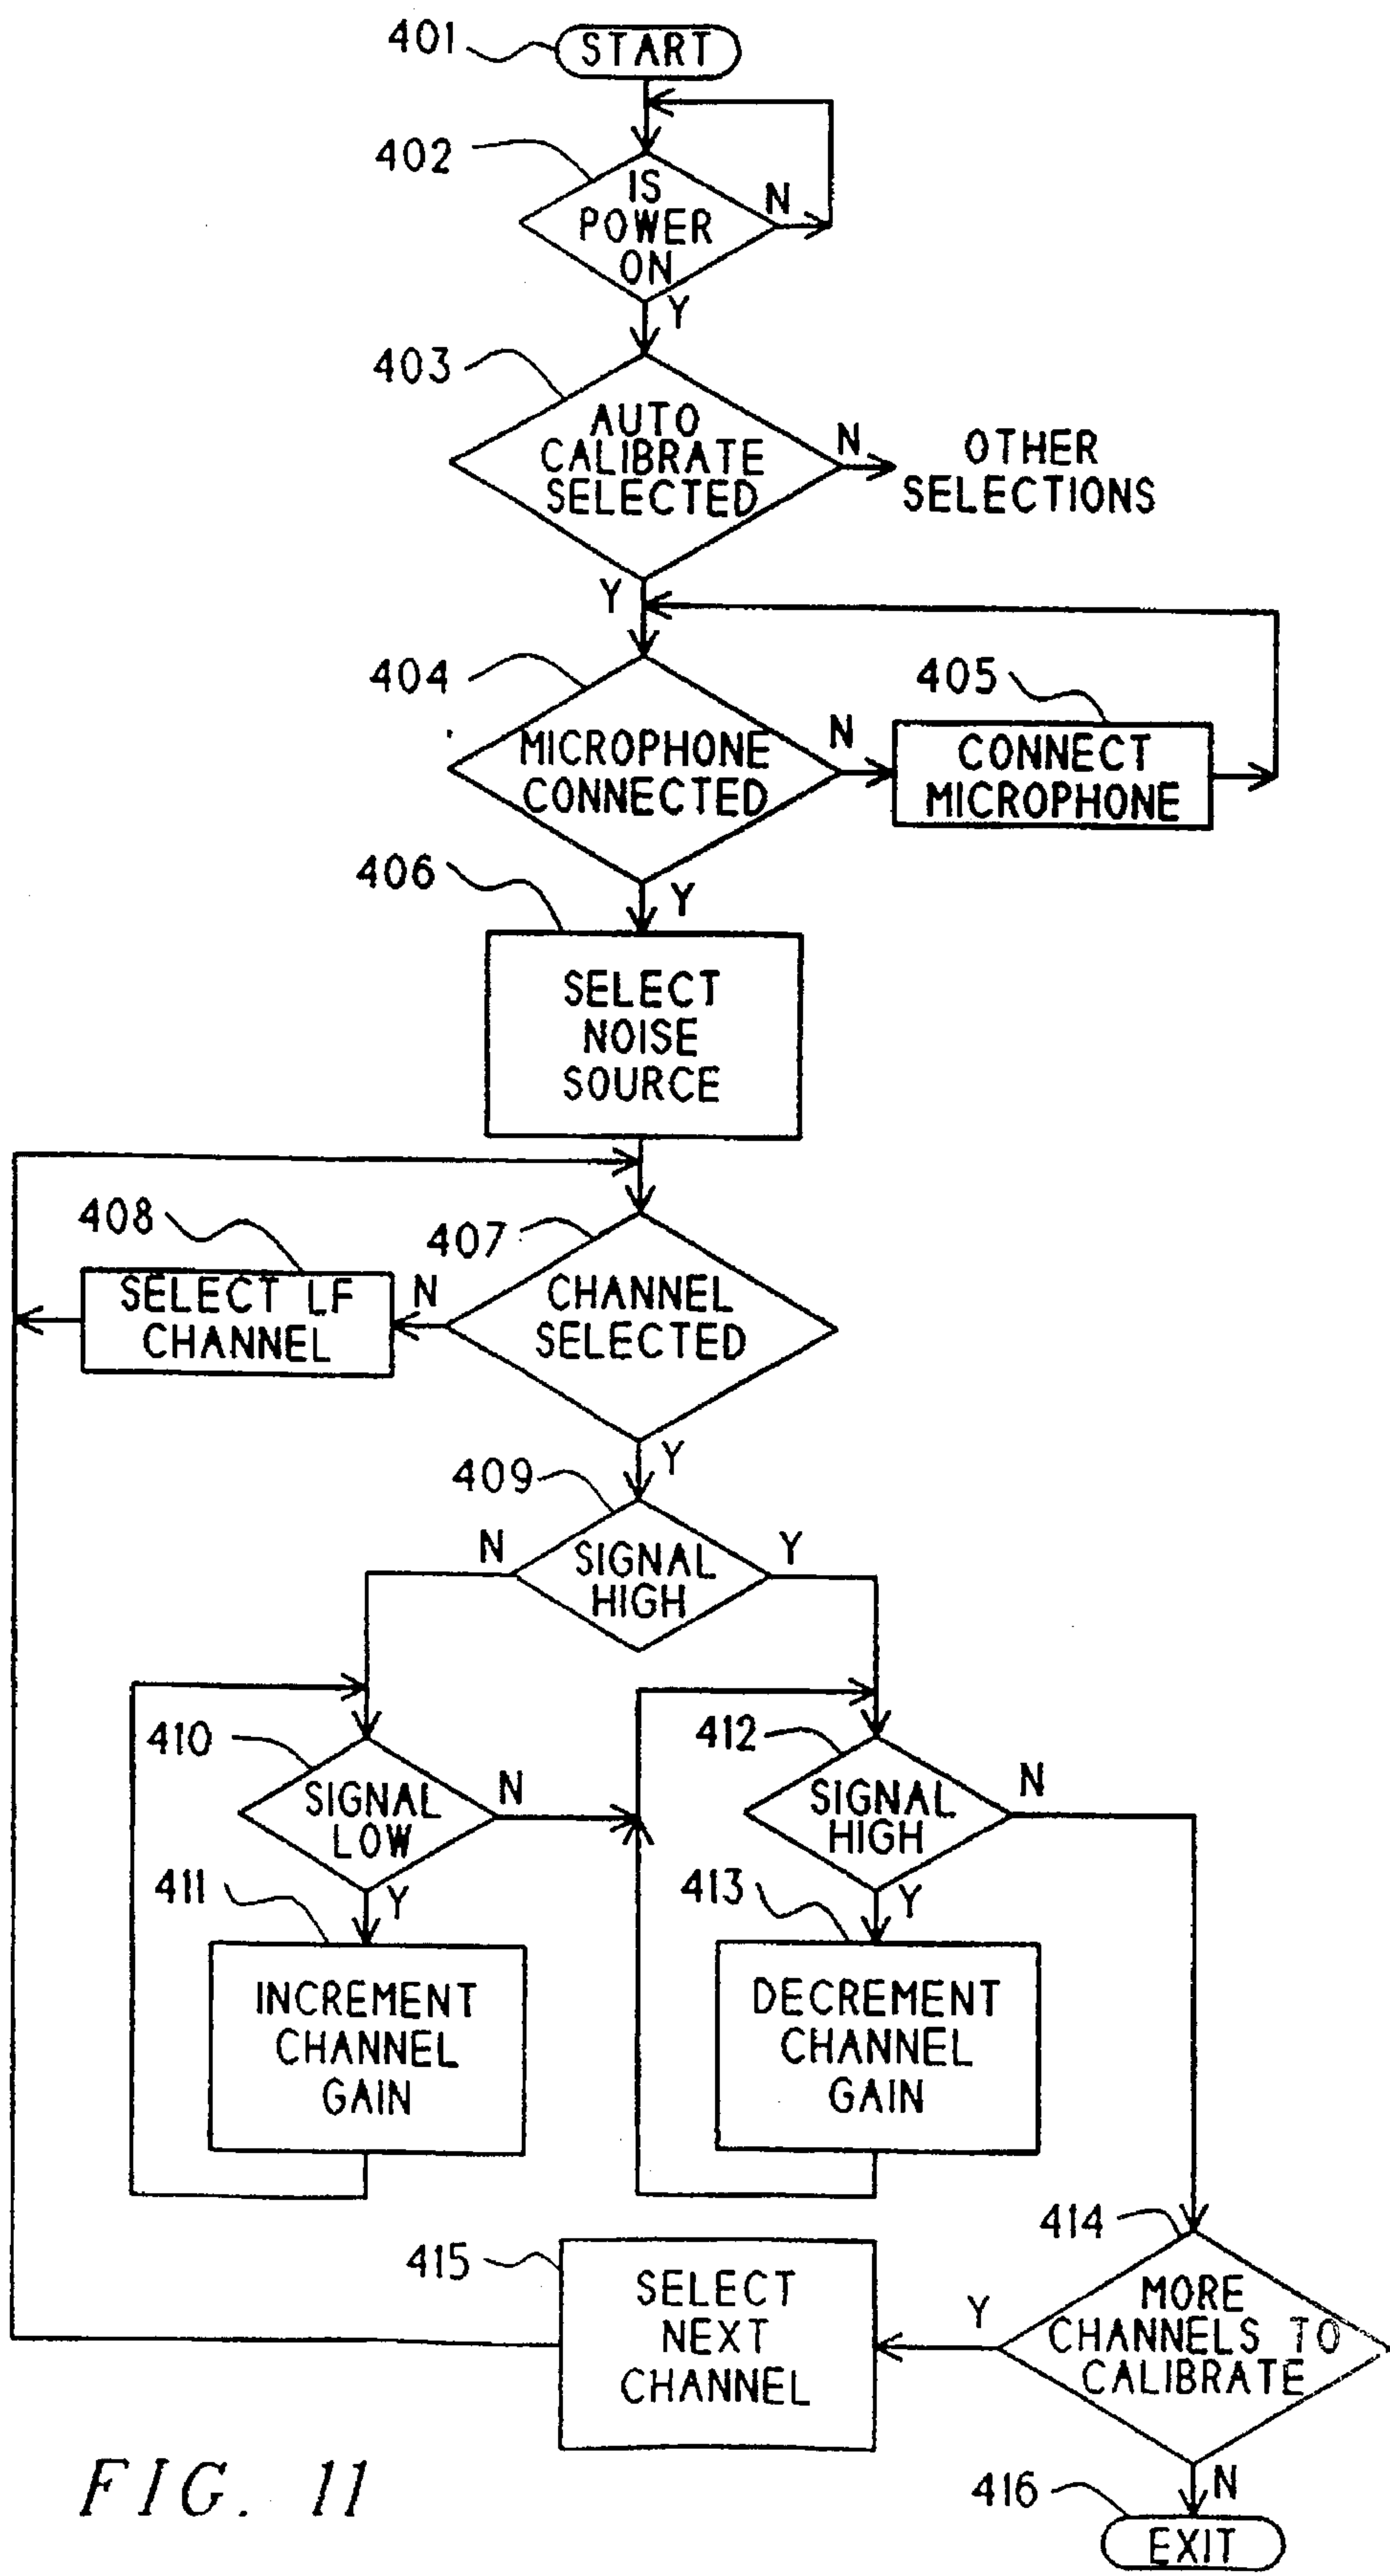 401
START
402
IS
POWER
ON
N
Y
403
AUTO
CALIBRATE
SELECTED
N
OTHER
SELECTIONS
Y
404
MICROPHONE
CONNECTED
N
405
CONNECT
MICROPHONE
406
Y
SELECT
NOISE
SOURCE
408
SELECT LF
CHANNEL
N
407
CHANNEL
SELECTED
Y
409
N
SIGNAL
HIGH
Y
410
SIGNAL
LOW
N
412
SIGNAL
HIGH
N
411
Y
INCREMENT
CHANNEL
GAIN
413
Y
DECREMENT
CHANNEL
GAIN
414
MORE
CHANNELS TO
CALIBRATE
Y
415
SELECT
NEXT
CHANNEL
N
416
EXIT
FIG. 11